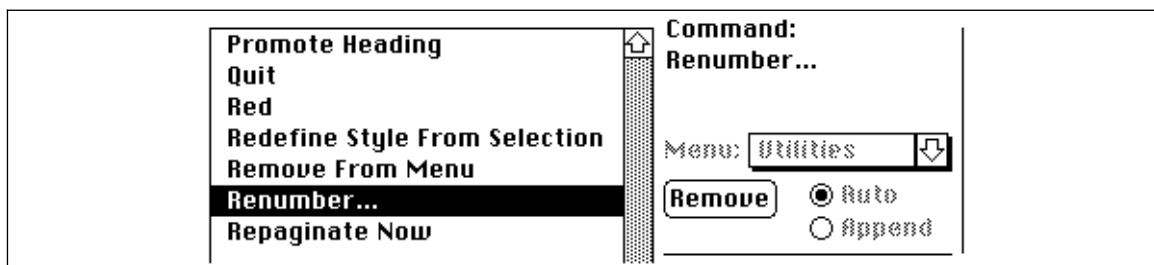 Promote Heading
Quit
Red
Redefine Style From Selection
Remove From Menu
Renumber...
Repaginate Now
Command:
Renumber...
Menu: Utilities
Remove
Auto
Append